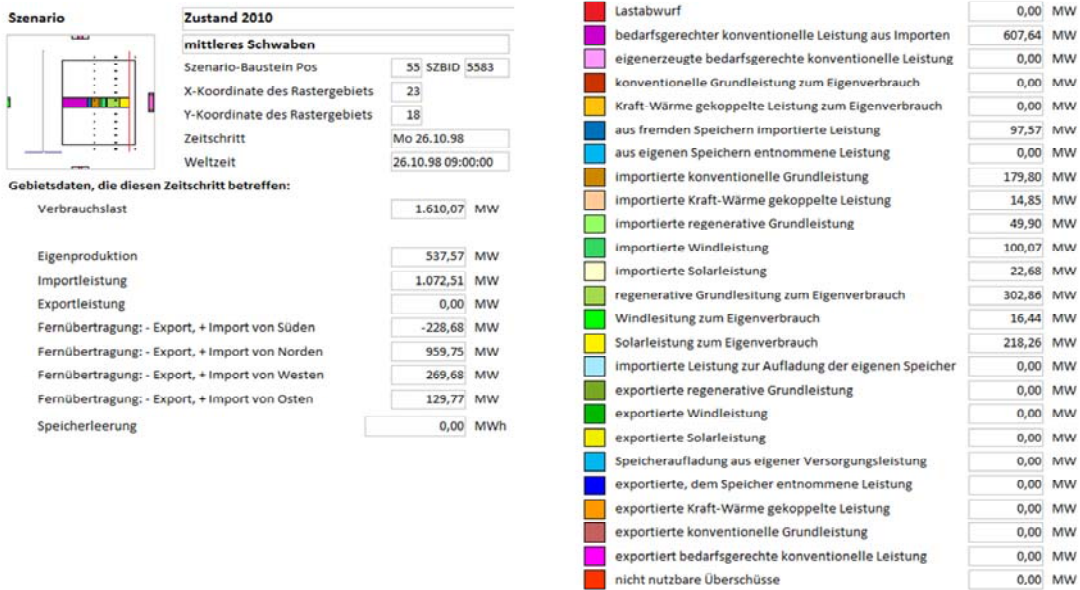 Szenario
Zustand 2010
mittleres Schwaben
Szenario-Baustein Pos 55 SZBID 5583
X-Koordinate des Rastergebiets 23
Y-Koordinate des Rastergebiets 18
Zeitschritt Mo 26.10.98
Weltzeit 26.10.98 09:00:00
Gebietsdaten, die diesen Zeitschritt betreffen:
Verbrauchslast 1.610,07 MW
Eigenproduktion 537,57 MW
Importleistung 1.072,51 MW
Exportleistung 0,00 MW
Fernübertragung: - Export, + Import von Süden -228,68 MW
Fernübertragung: - Export, + Import von Norden 959,75 MW
Fernübertragung: - Export, + Import von Westen 269,68 MW
Fernübertragung: - Export, + Import von Osten 129,77 MW
Speicherleerung 0,00 MWh
Lastabwurf 0,00 MW
bedarfsgerechter konventionelle Leistung aus Importen 607,64 MW
eigenerzeugte bedarfsgerechte konventionelle Leistung 0,00 MW
konventionelle Grundleistung zum Eigenverbrauch 0,00 MW
Kraft-Wärme gekoppelte Leistung zum Eigenverbrauch 0,00 MW
aus fremden Speichern importierte Leistung 97,57 MW
aus eigenen Speichern entnommene Leistung 0,00 MW
importierte konventionelle Grundleistung 179,80 MW
importierte Kraft-Wärme gekoppelte Leistung 14,85 MW
importierte regenerative Grundleistung 49,90 MW
importierte Windleistung 100,07 MW
importierte Solarleistung 22,68 MW
regenerative Grundlesitung zum Eigenverbrauch 302,86 MW
Windlesitung zum Eigenverbrauch 16,44 MW
Solarleistung zum Eigenverbrauch 218,26 MW
importierte Leistung zur Aufladung der eigenen Speicher 0,00 MW
exportierte regenerative Grundleistung 0,00 MW
exportierte Windleistung 0,00 MW
exportierte Solarleistung 0,00 MW
Speicheraufladung aus eigener Versorgungsleistung 0,00 MW
exportierte, dem Speicher entnommene Leistung 0,00 MW
exportierte Kraft-Wärme gekoppelte Leistung 0,00 MW
exportierte konventionelle Grundleistung 0,00 MW
exportiert bedarfsgerechte konventionelle Leistung 0,00 MW
nicht nutzbare Überschüsse 0,00 MW